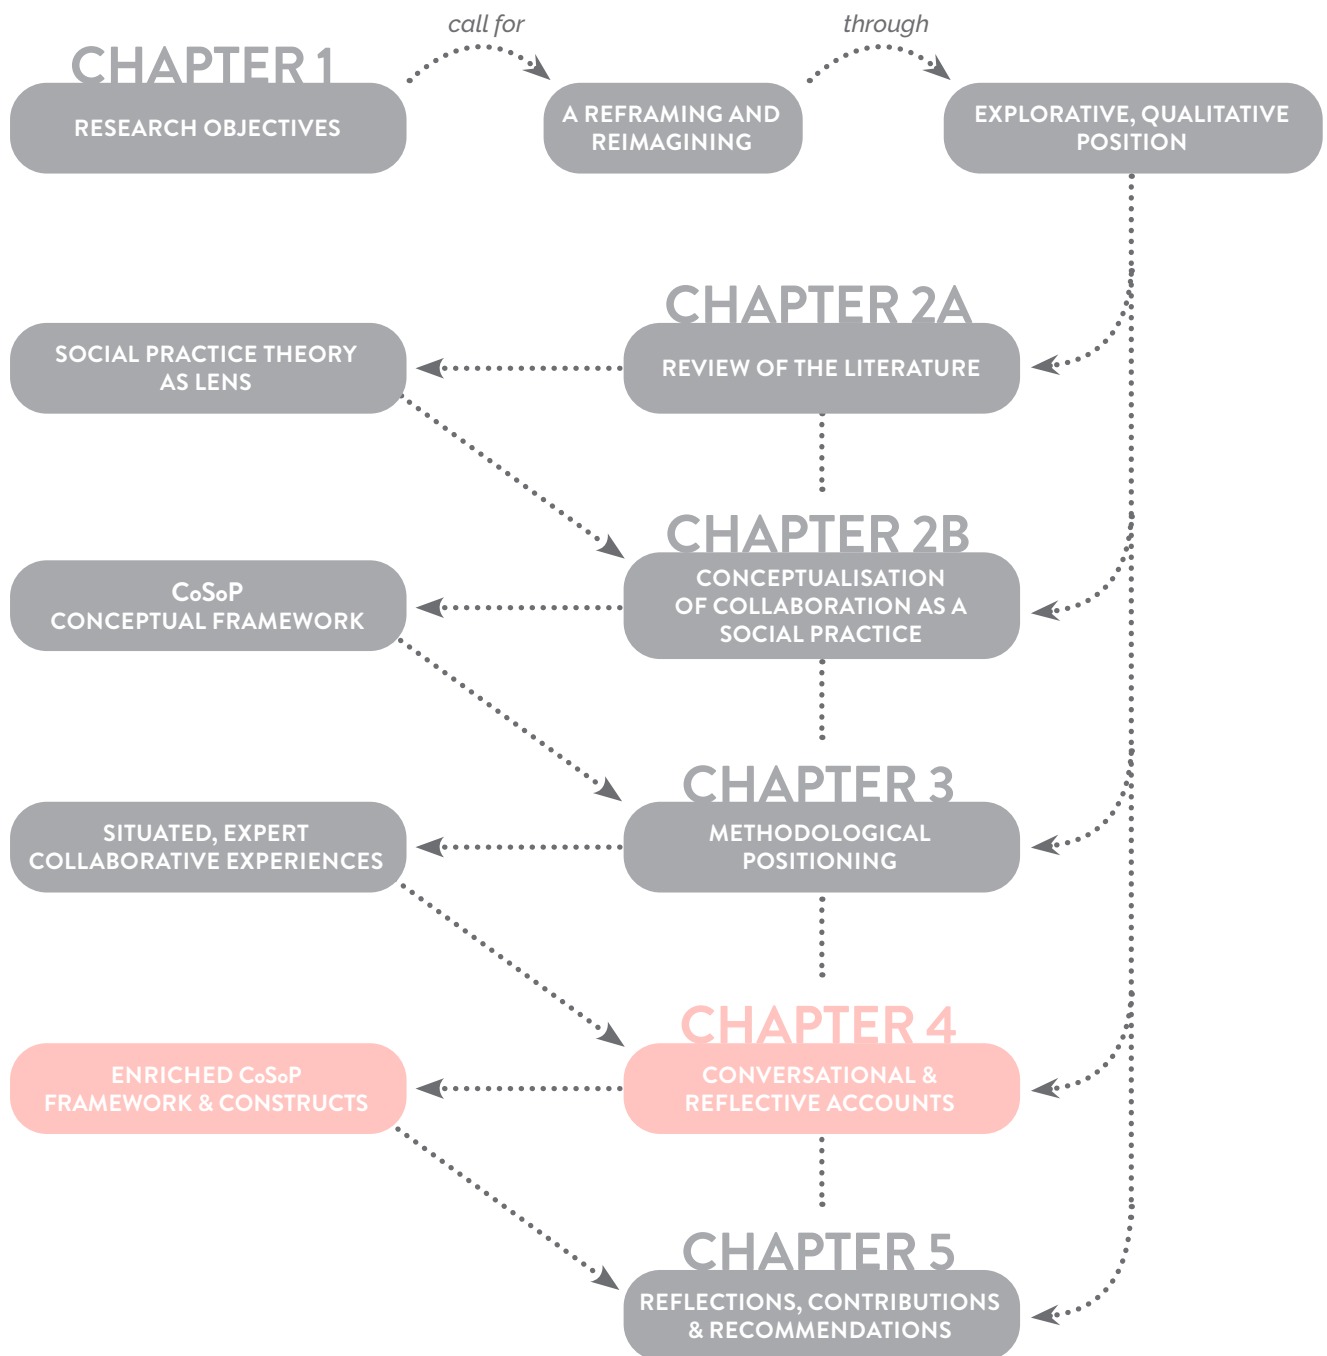 call for
through
CHAPTER 1
RESEARCH OBJECTIVES
A REFRAMING AND
REIMAGINING
EXPLORATIVE, QUALITATIVE
POSITION
CHAPTER 2A
SOCIAL PRACTICE THEORY
AS LENS
REVIEW OF THE LITERATURE
CHAPTER 2B
CoSoP
CONCEPTUAL FRAMEWORK
CONCEPTUALISATION
OF COLLABORATION AS A
SOCIAL PRACTICE
CHAPTER 3
SITUATED, EXPERT
COLLABORATIVE EXPERIENCES
METHODOLOGICAL
POSITIONING
CHAPTER 4
ENRICHED CoSoP
FRAMEWORK & CONSTRUCTS
CONVERSATIONAL &
REFLECTIVE ACCOUNTS
CHAPTER 5
REFLECTIONS, CONTRIBUTIONS
& RECOMMENDATIONS